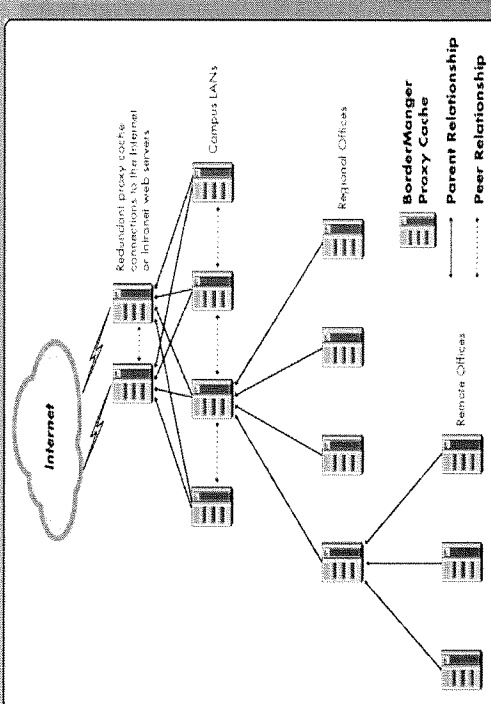 Internet
Redundant proxy cache
connections to the Internet
or Intranet web servers
Campus LANs
Regional Offices
Remote Offices
BorderManger
Proxy Cache
Parent Relationship
Peer Relationship